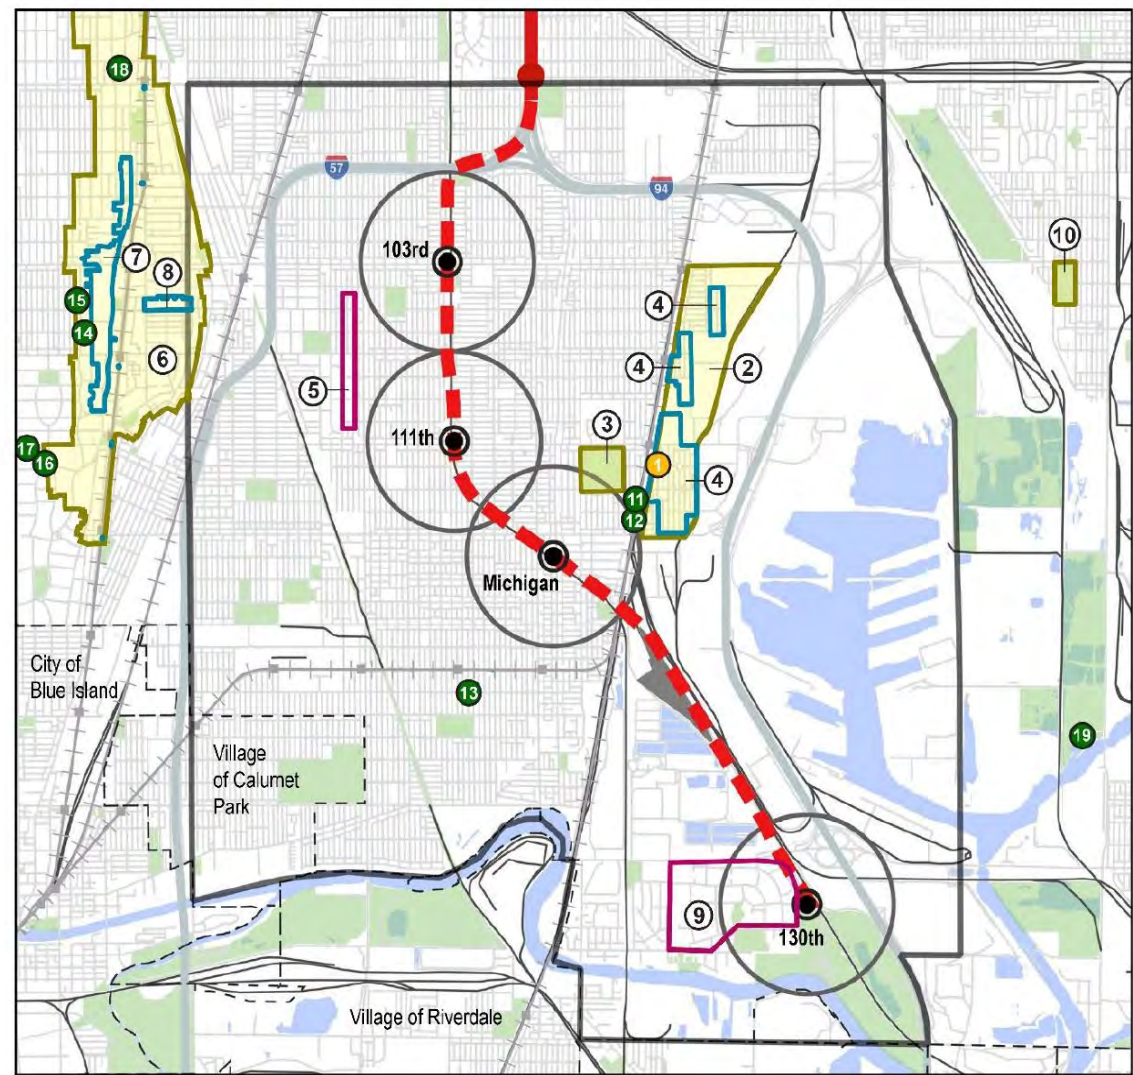 18
57
94
103rd
10
7
8
15
4
14
4
2
6
5
111th
3
17
16
1
4
11
12
Michigan
City of
Blue Island
13
19
Village
of Calumet
Park
9
130th
Village of Riverdale